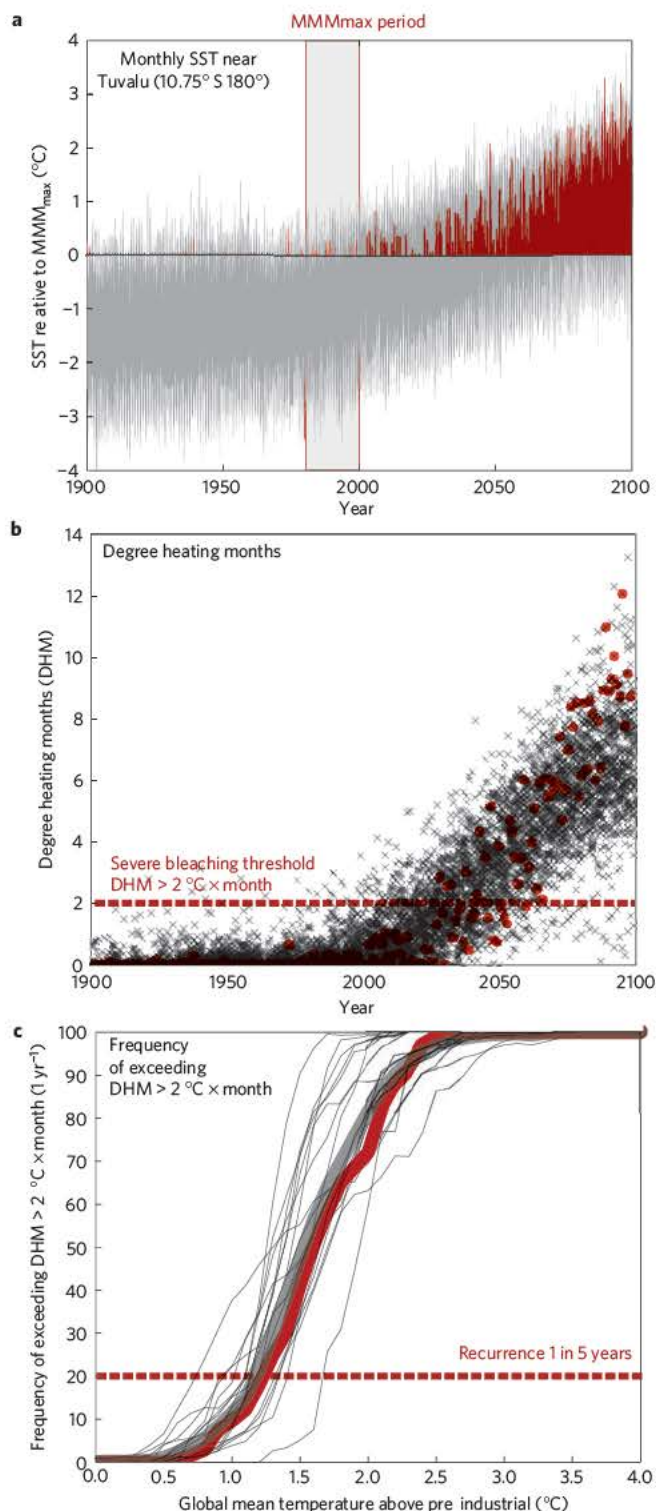 a
MMMmax period
Monthly SST near
Tuvalu (10.75° S 180°)
SST relative to MMMmax (°C)
4
3
2
1
0
−1
−2
−3
−4
1900
1950
2000
2050
2100
Year
b
Degree heating months
Degree heating months (DHM)
14
12
10
8
6
4
2
0
Severe bleaching threshold
DHM > 2 °C × month
1900
1950
2000
2050
2100
Year
c
Frequency
of exceeding
DHM > 2 °C × month
Frequency of exceeding DHM > 2 °C × month (1 yr⁻¹)
100
90
80
70
60
50
40
30
20
10
0
Recurrence 1 in 5 years
0.0
0.5
1.0
1.5
2.0
2.5
3.0
3.5
4.0
Global mean temperature above pre industrial (°C)